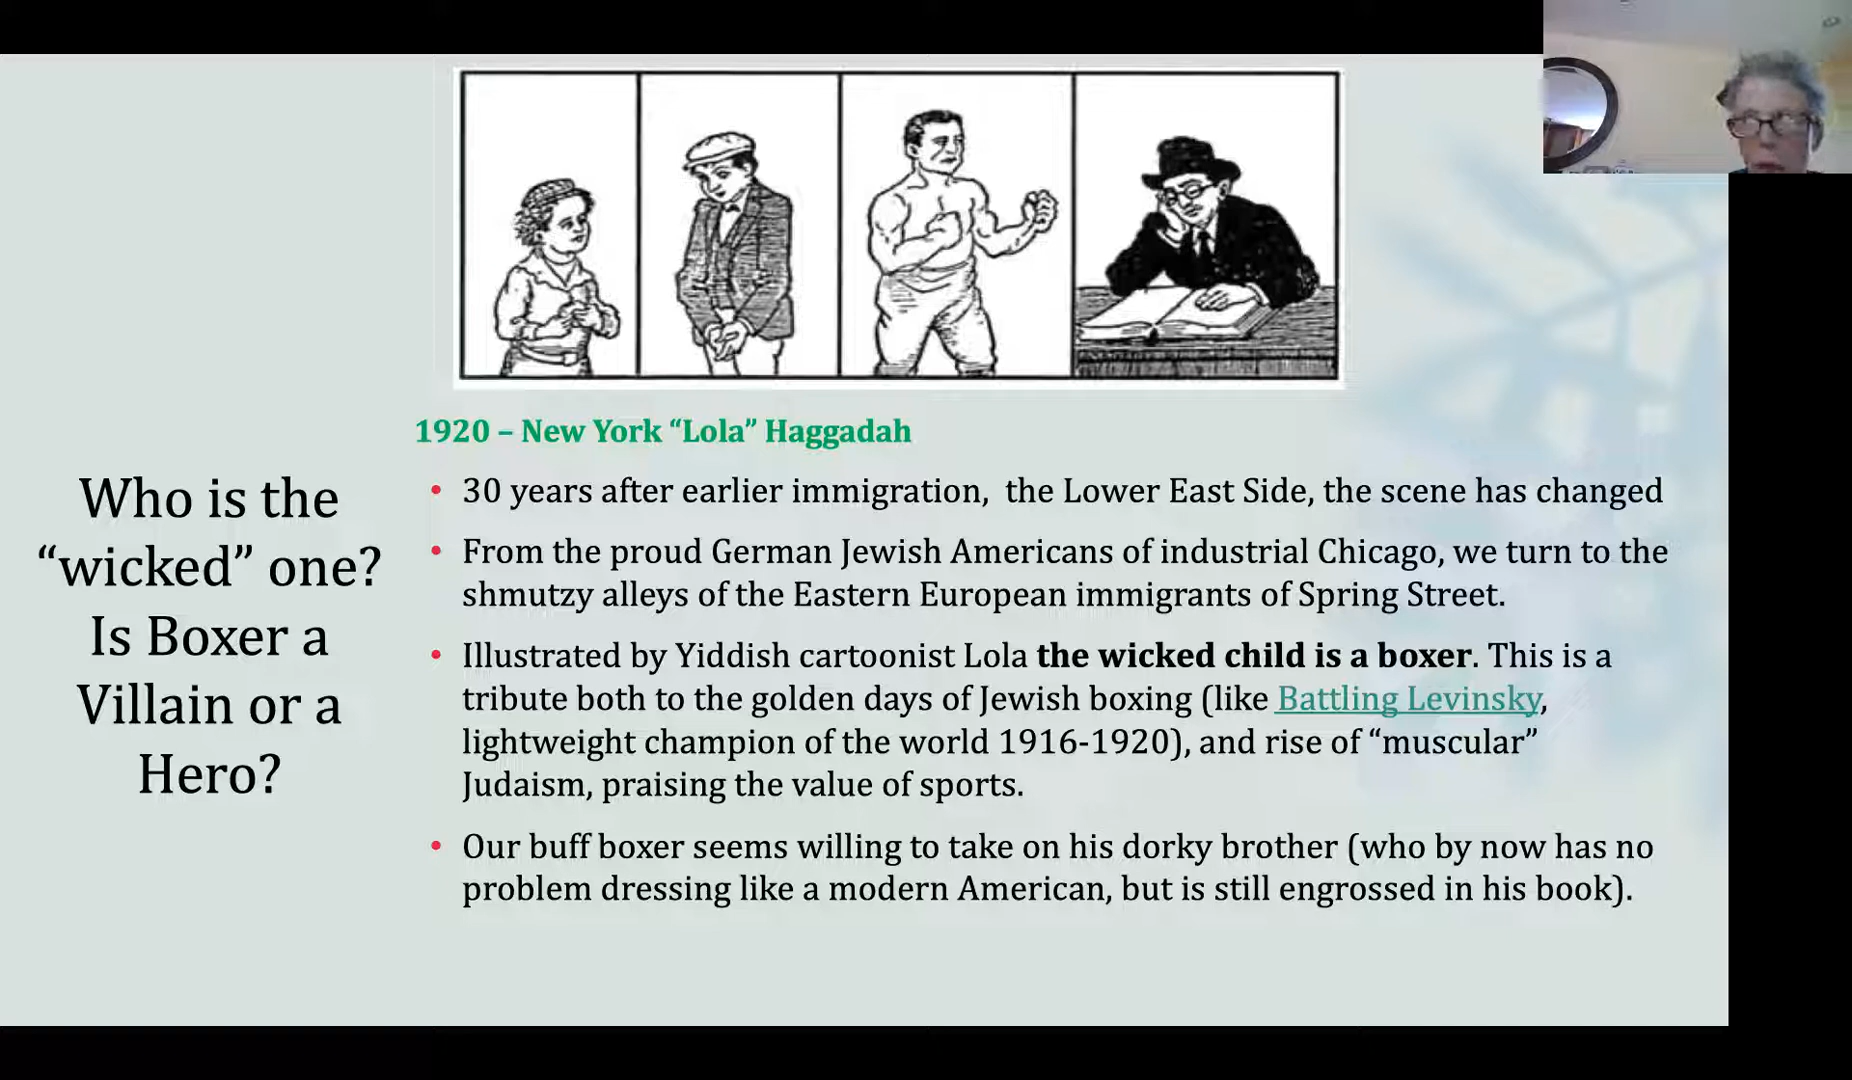 Who is the
“wicked” one?
Is Boxer a
Villain or a
Hero?
1920 – New York “Lola” Haggadah
• 30 years after earlier immigration,  the Lower East Side, the scene has changed
• From the proud German Jewish Americans of industrial Chicago, we turn to the
shmutzy alleys of the Eastern European immigrants of Spring Street.
• Illustrated by Yiddish cartoonist Lola the wicked child is a boxer. This is a
tribute both to the golden days of Jewish boxing (like Battling Levinsky,
lightweight champion of the world 1916-1920), and rise of “muscular”
Judaism, praising the value of sports.
• Our buff boxer seems willing to take on his dorky brother (who by now has no
problem dressing like a modern American, but is still engrossed in his book).